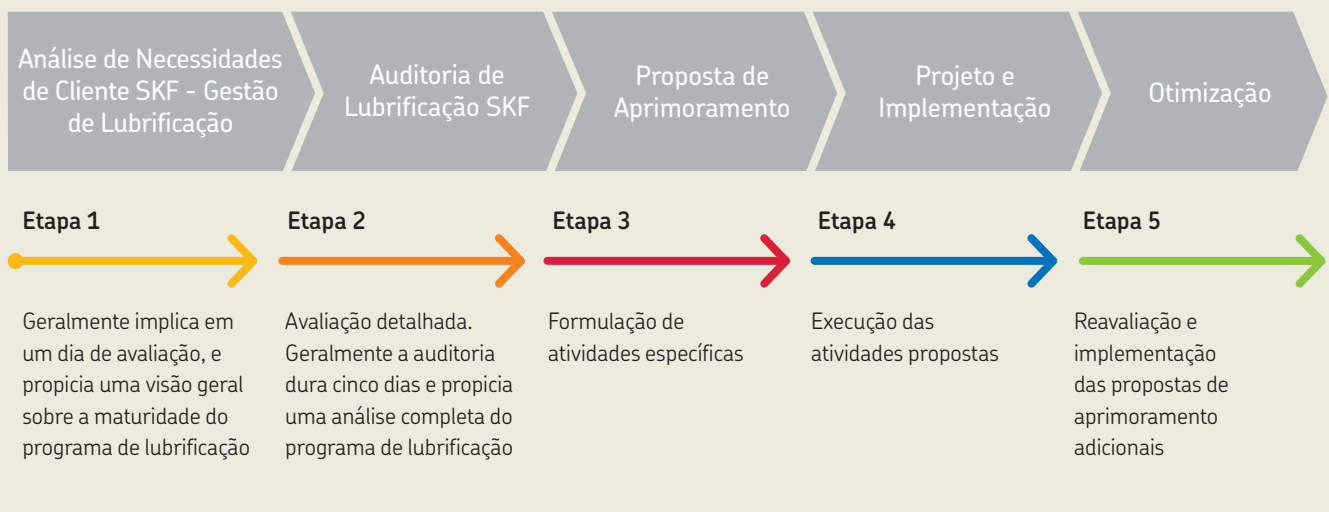 Análise de Necessidades
de Cliente SKF - Gestão
de Lubrificação
Auditoria de
Lubrificação SKF
Proposta de
Aprimoramento
Projeto e
Implementação
Otimização
Etapa 1
Geralmente implica em
um dia de avaliação, e
propicia uma visão geral
sobre a maturidade do
programa de lubrificação
Etapa 2
Avaliação detalhada.
Geralmente a auditoria
dura cinco dias e propicia
uma análise completa do
programa de lubrificação
Etapa 3
Formulação de
atividades específicas
Etapa 4
Execução das
atividades propostas
Etapa 5
Reavaliação e
implementação
das propostas de
aprimoramento
adicionais